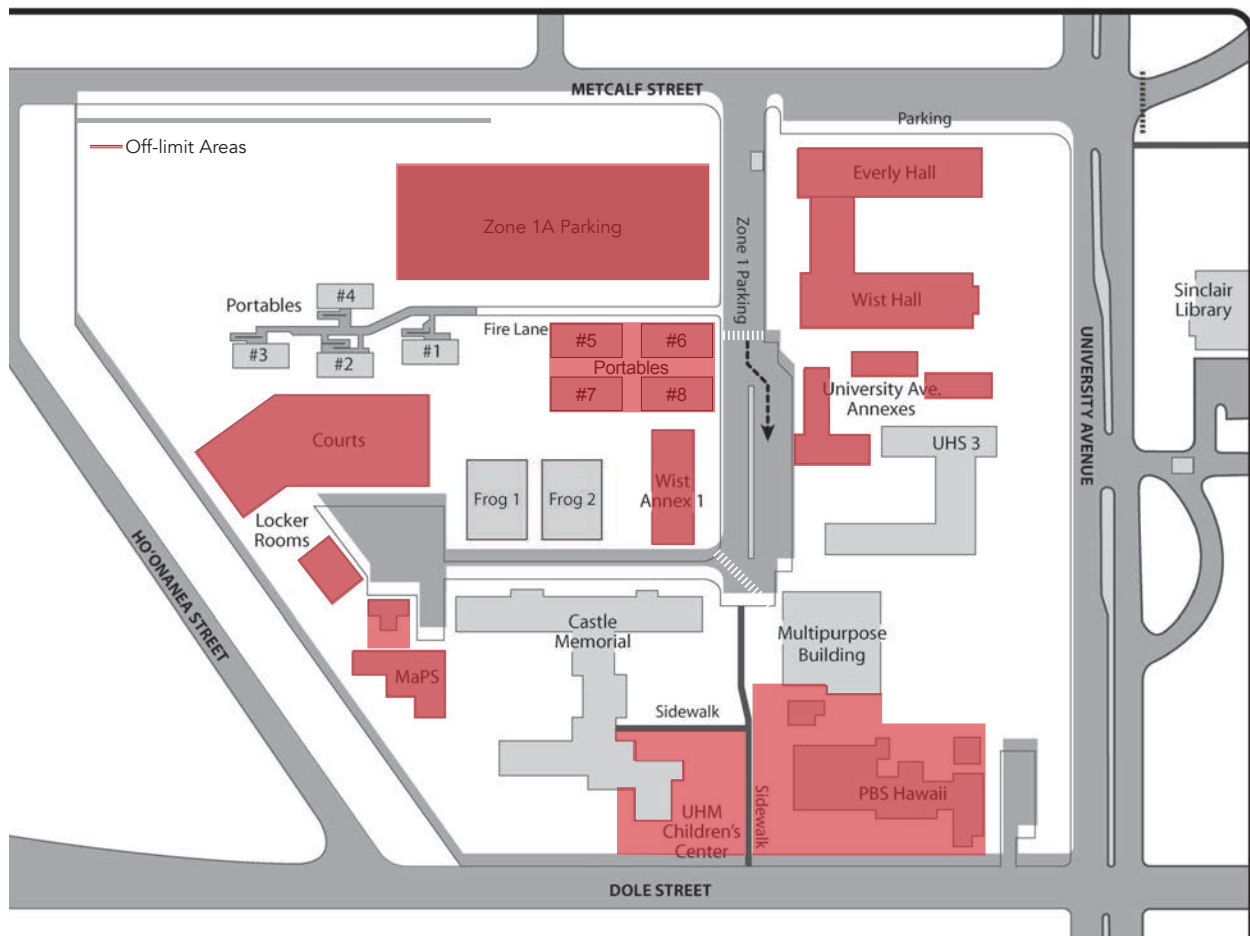 METCALF STREET
Parking
Off-limit Areas
Everly Hall
Zone 1A Parking
Zone 1 Parking
Wist Hall
Sinclair
Library
Portables
#4
#3
#2
#1
Fire Lane
#5
#6
Portables
#7
#8
University Ave.
Annexes
UNIVERSITY AVENUE
Courts
UHS 3
Frog 1
Frog 2
Wist
Annex 1
Locker
Rooms
HO'ONANEA STREET
Castle
Memorial
Multipurpose
Building
MaPS
Sidewalk
Sidewalk
PBS Hawaii
UHM
Children's
Center
DOLE STREET